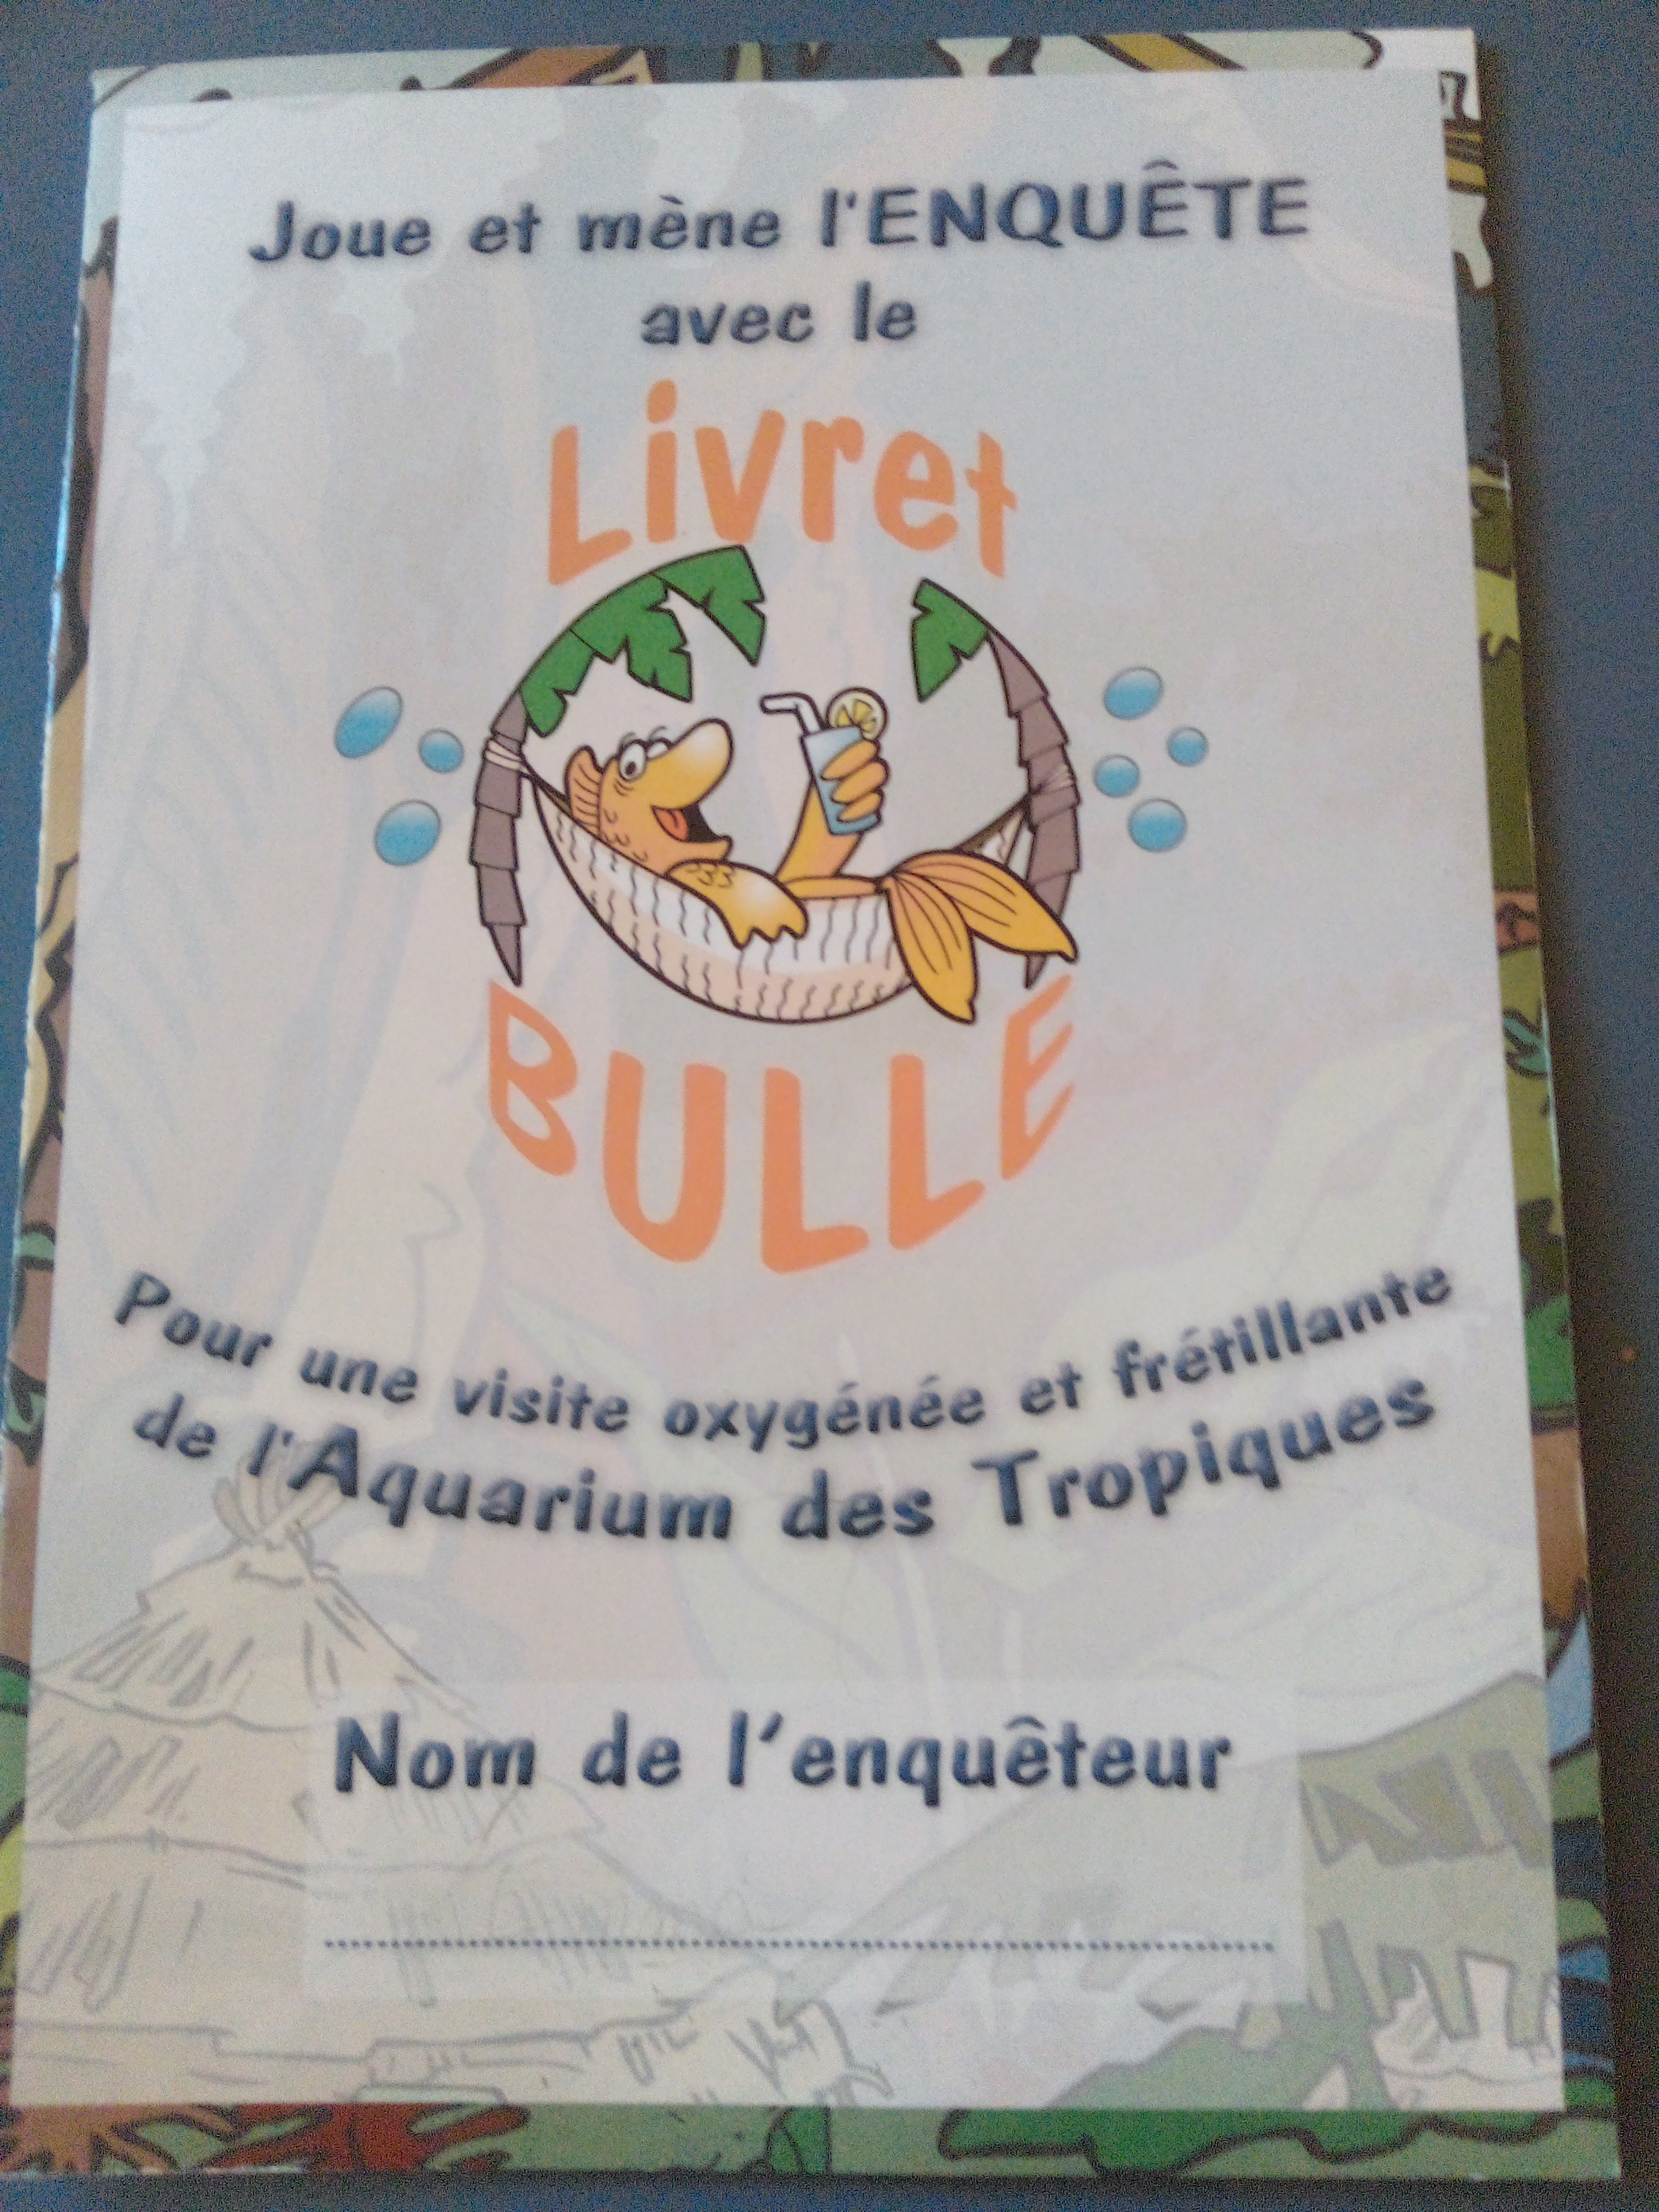 Joue et mène l'ENQUÊTE
avec le
Livret
BULLE
Pour une visite oxygénée et frétillante
de l'Aquarium des Tropiques
Nom de l'enquêteur